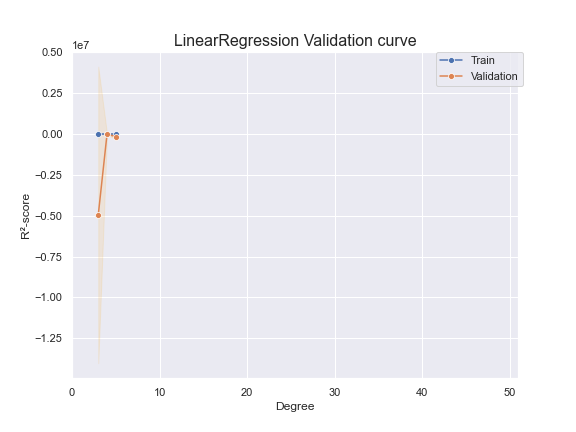 LinearRegression Validation curve
1e7
Train
Validation
0.50
0.25
0.00
−0.25
−0.50
−0.75
−1.00
−1.25
R²-score
0 10 20 30 40 50
Degree